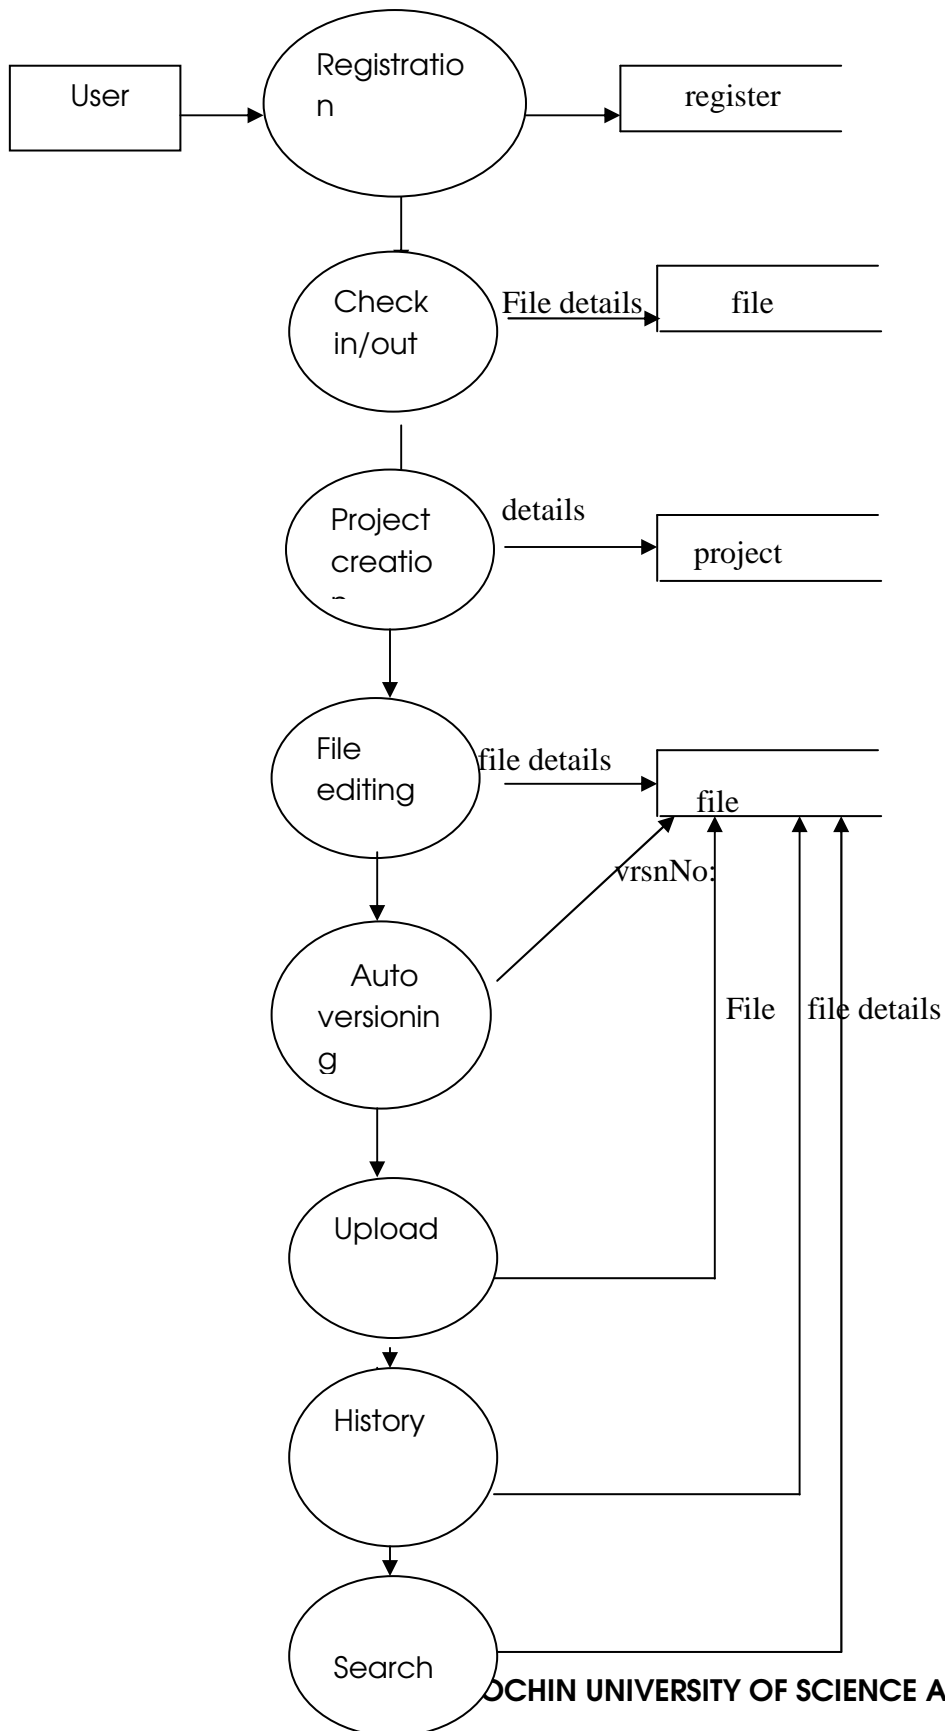 User
Registratio
n
register
Check
in/out
File details
file
Project
creatio
details
project
File
editing
file details
file
vrsnNo:
Auto
versionin
g
File
file details
Upload
History
Search
OCHIN UNIVERSITY OF SCIENCE A